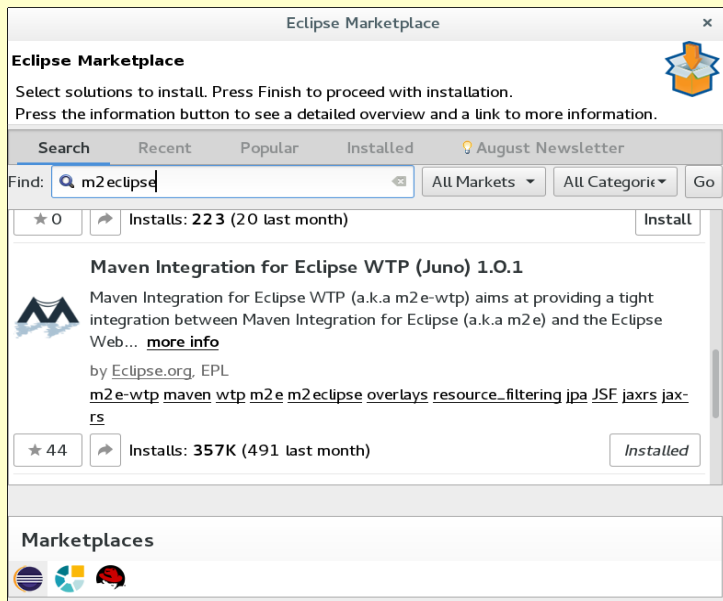 Eclipse Marketplace ×
Eclipse Marketplace
Select solutions to install. Press Finish to proceed with installation.
Press the information button to see a detailed overview and a link to more information.
Search Recent Popular Installed August Newsletter
Find: m2eclipse All Markets All Categorie Go
0 Installs: 223 (20 last month) Install
Maven Integration for Eclipse WTP (Juno) 1.0.1
Maven Integration for Eclipse WTP (a.k.a m2e-wtp) aims at providing a tight
integration between Maven Integration for Eclipse (a.k.a m2e) and the Eclipse
Web... more info
by Eclipse.org, EPL
m2e-wtp maven wtp m2e m2eclipse overlays resource_filtering jpa JSF jaxrs jax-
rs
44 Installs: 357K (491 last month) Installed
Marketplaces